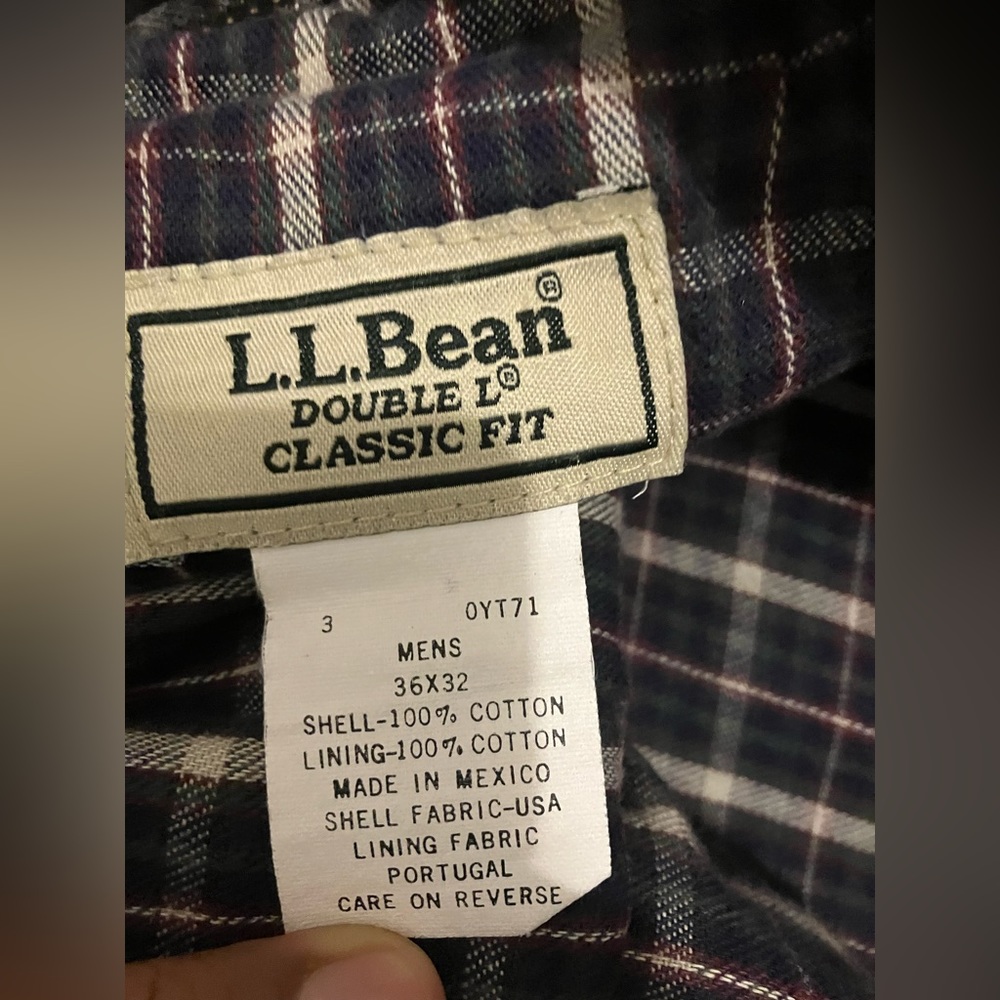 L.L.Bean®
DOUBLE L®
CLASSIC FIT
3 0YT71
MENS
36X32
SHELL-100% COTTON
LINING-100% COTTON
MADE IN MEXICO
SHELL FABRIC-USA
LINING FABRIC
PORTUGAL
CARE ON REVERSE